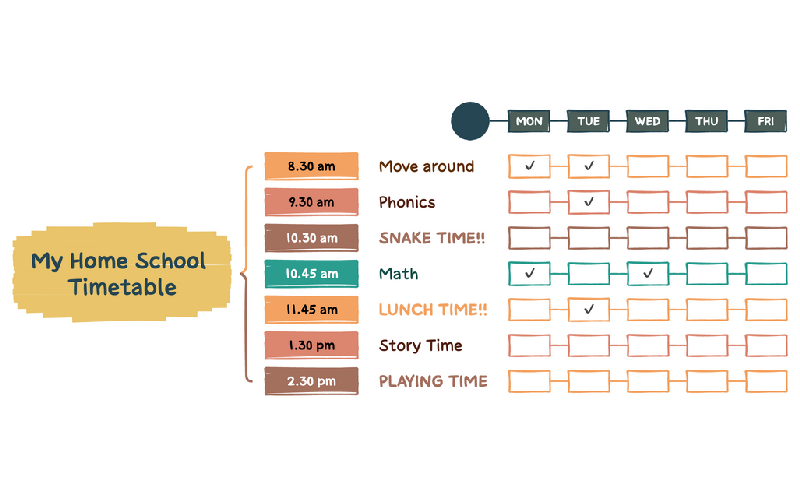 MON TUE WED THU FRI
8.30 am Move around ✓ ✓
9.30 am Phonics ✓
My Home School
Timetable
10.30 am SNAKE TIME!!
10.45 am Math ✓ ✓
11.45 am LUNCH TIME!! ✓
1.30 pm Story Time
2.30 pm PLAYING TIME